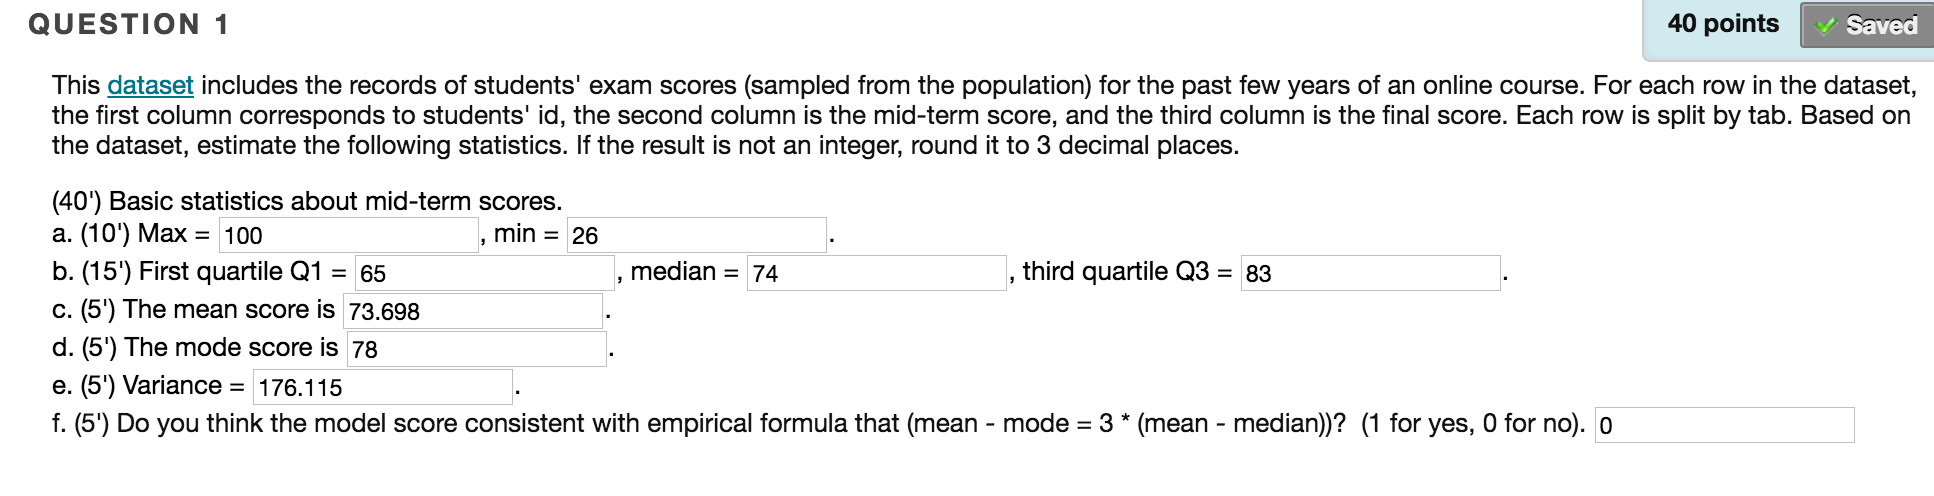 QUESTION 1
40 points
Saved
This dataset includes the records of students' exam scores (sampled from the population) for the past few years of an online course. For each row in the dataset,
the first column corresponds to students' id, the second column is the mid-term score, and the third column is the final score. Each row is split by tab. Based on
the dataset, estimate the following statistics. If the result is not an integer, round it to 3 decimal places.
(40') Basic statistics about mid-term scores.
a. (10') Max = 100 , min = 26 .
b. (15') First quartile Q1 = 65 , median = 74 , third quartile Q3 = 83 .
c. (5') The mean score is 73.698 .
d. (5') The mode score is 78 .
e. (5') Variance = 176.115 .
f. (5') Do you think the model score consistent with empirical formula that (mean - mode = 3 * (mean - median))? (1 for yes, 0 for no). 0